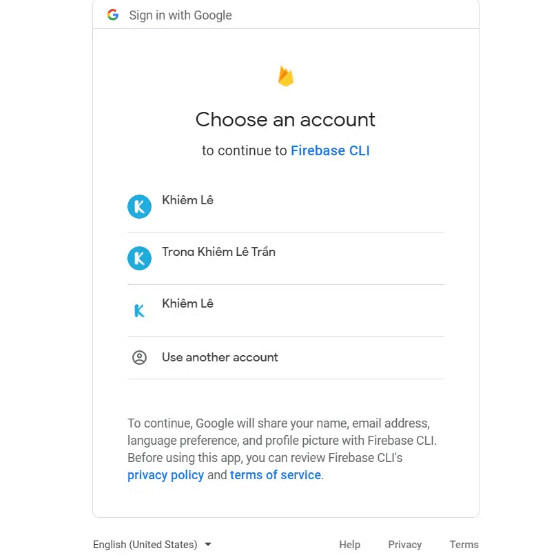 Sign in with Google
Choose an account
to continue to Firebase CLI
Khiêm Lê
Trọng Khiêm Lê Trần
Khiêm Lê
Use another account
To continue, Google will share your name, email address,
language preference, and profile picture with Firebase CLI.
Before using this app, you can review Firebase CLI's
privacy policy and terms of service.
English (United States)
Help Privacy Terms